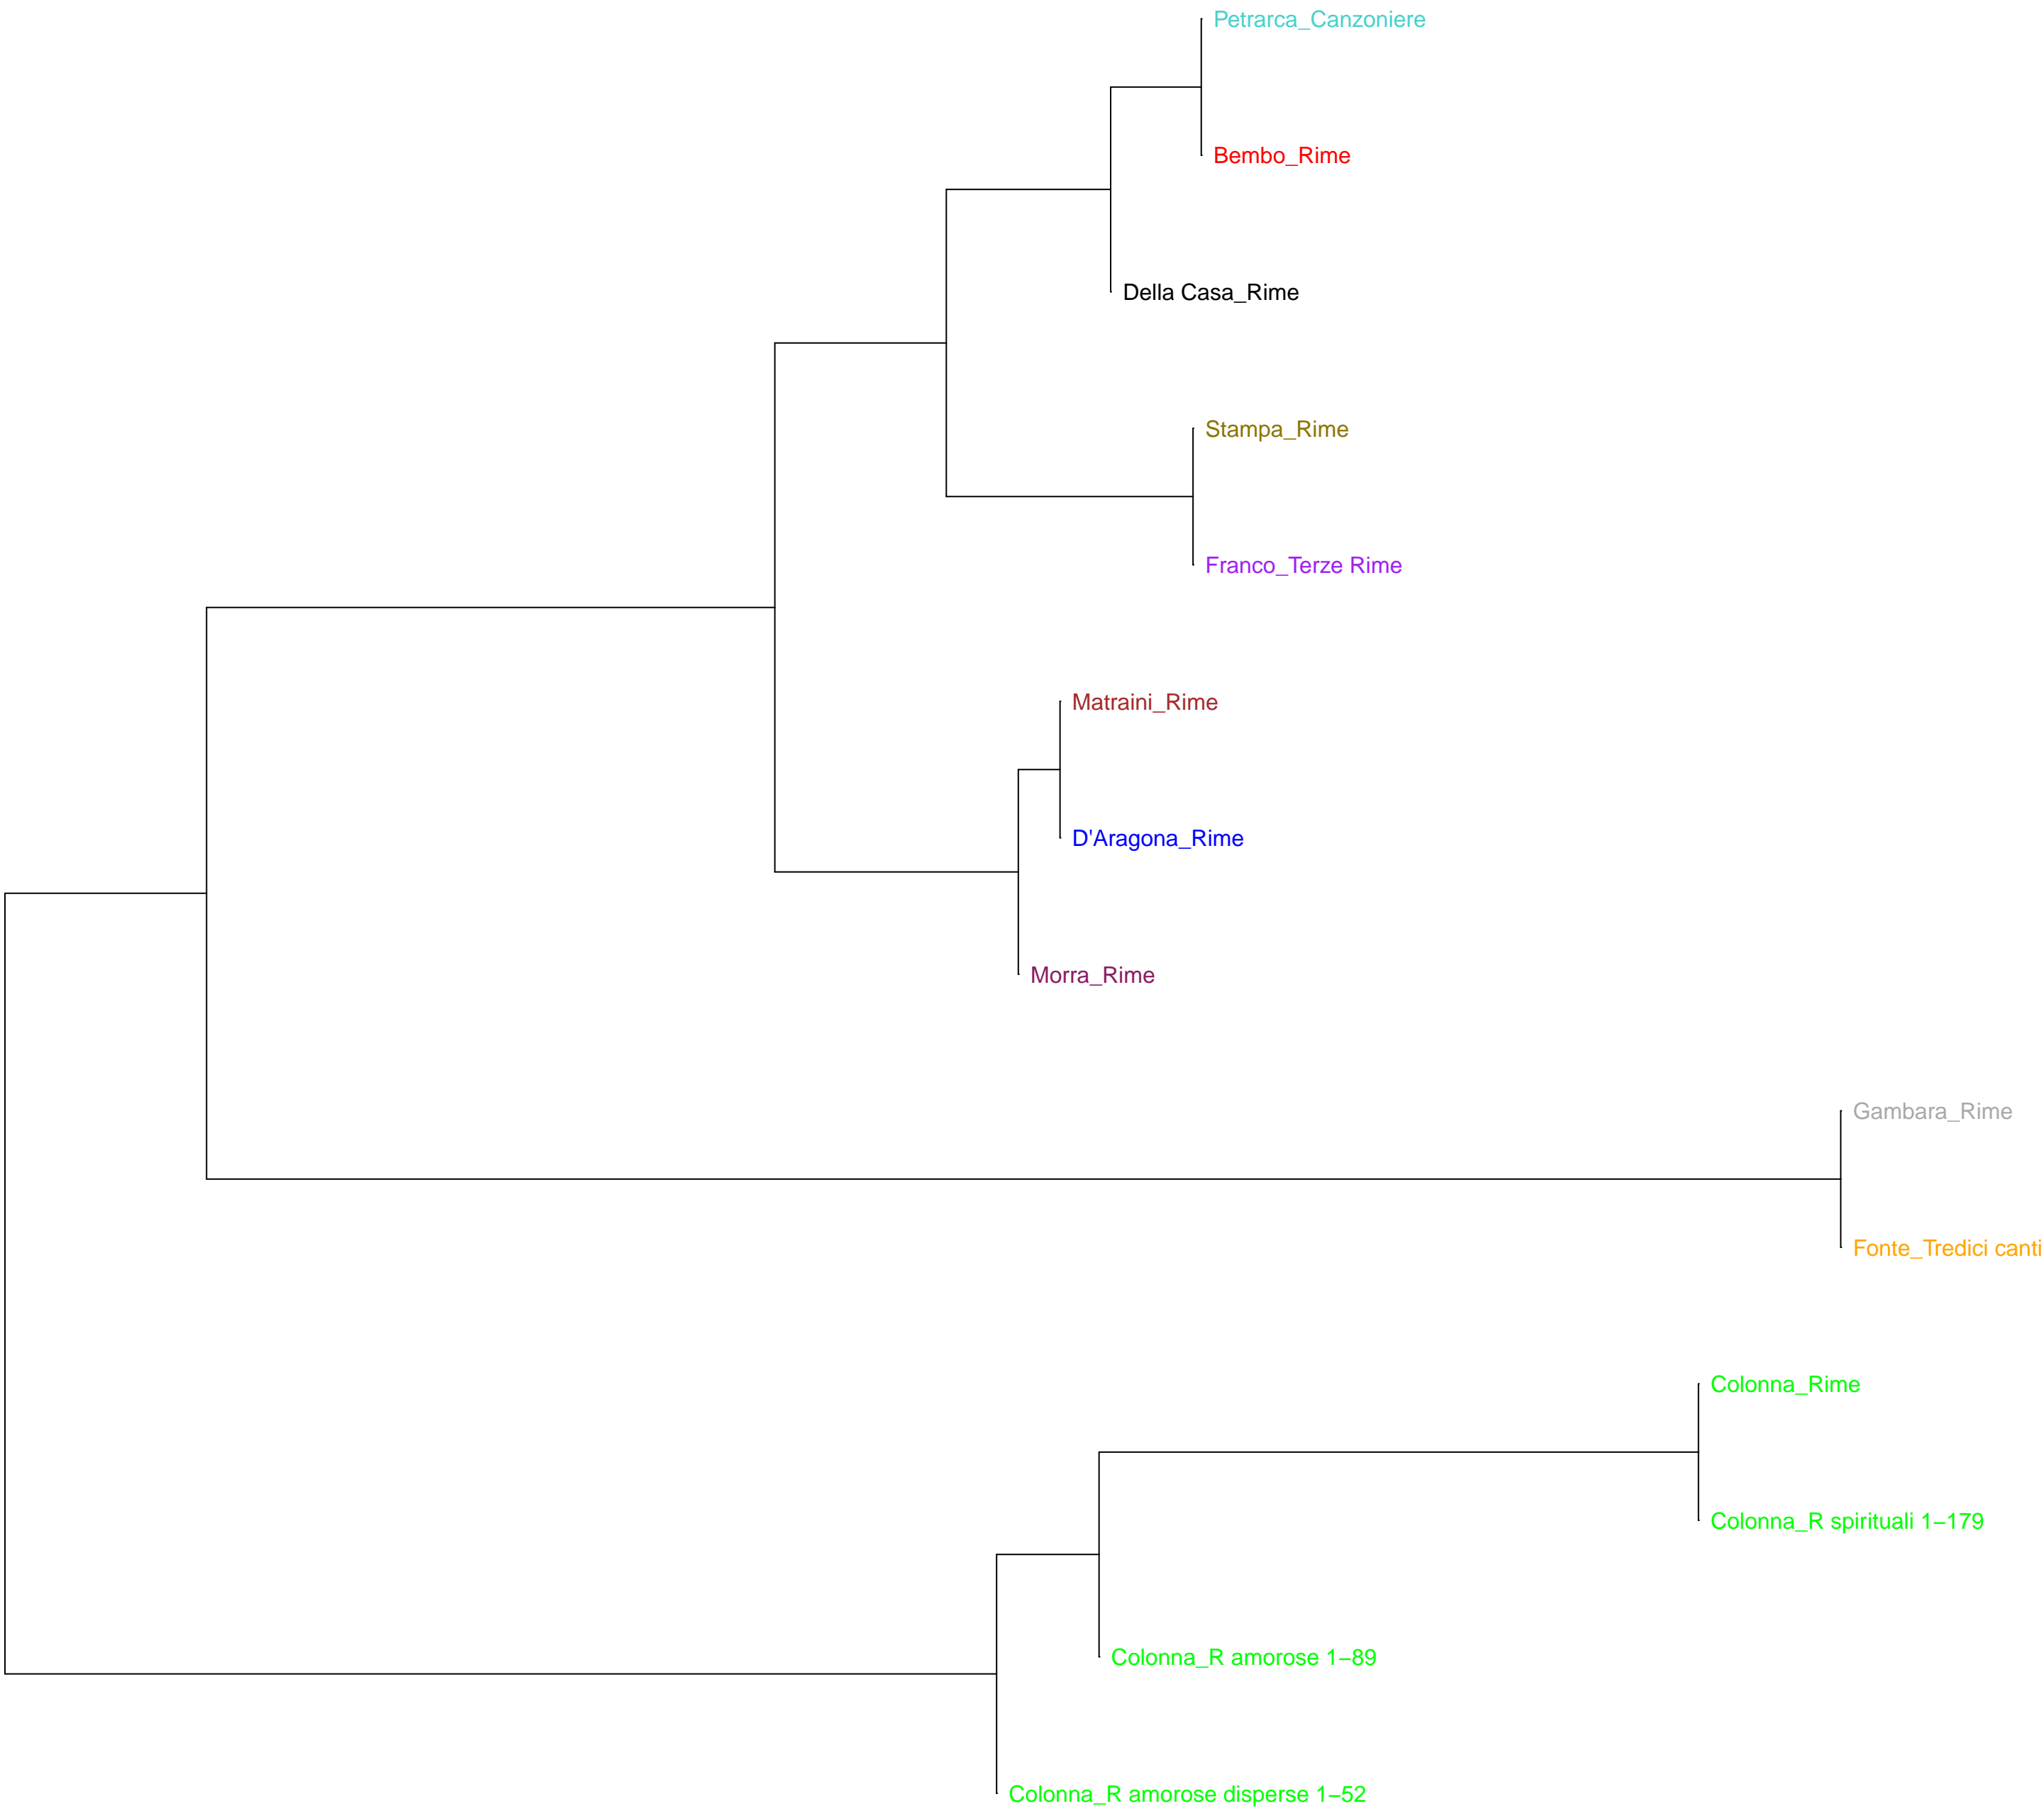 Petrarca_Canzoniere
Bembo_Rime
Della Casa_Rime
Stampa_Rime
Franco_Terze Rime
Matraini_Rime
D'Aragona_Rime
Morra_Rime
Gambara_Rime
Fonte_Tredici canti
Colonna_Rime
Colonna_R spirituali 1−179
Colonna_R amorose 1−89
Colonna_R amorose disperse 1−52